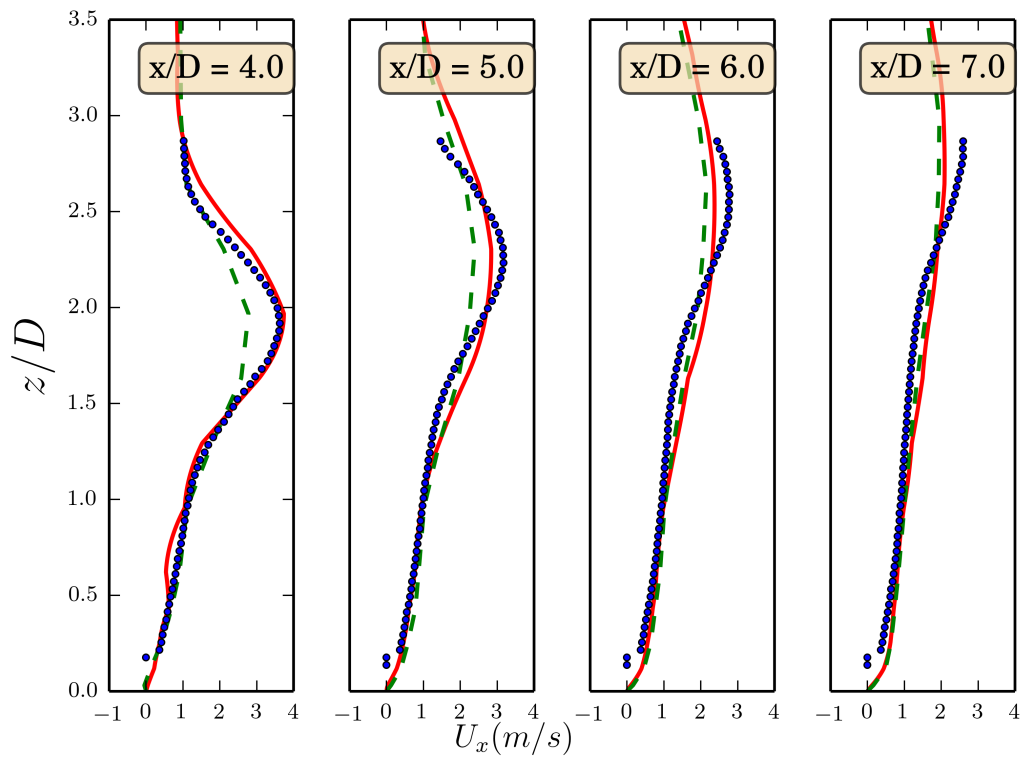 3.5
3.0
2.5
2.0
1.5
1.0
0.5
0.0
z/D
x/D = 4.0
x/D = 5.0
x/D = 6.0
x/D = 7.0
−1 0 1 2 3 4
−1 0 1 2 3 4
−1 0 1 2 3 4
−1 0 1 2 3 4
U_x(m/s)